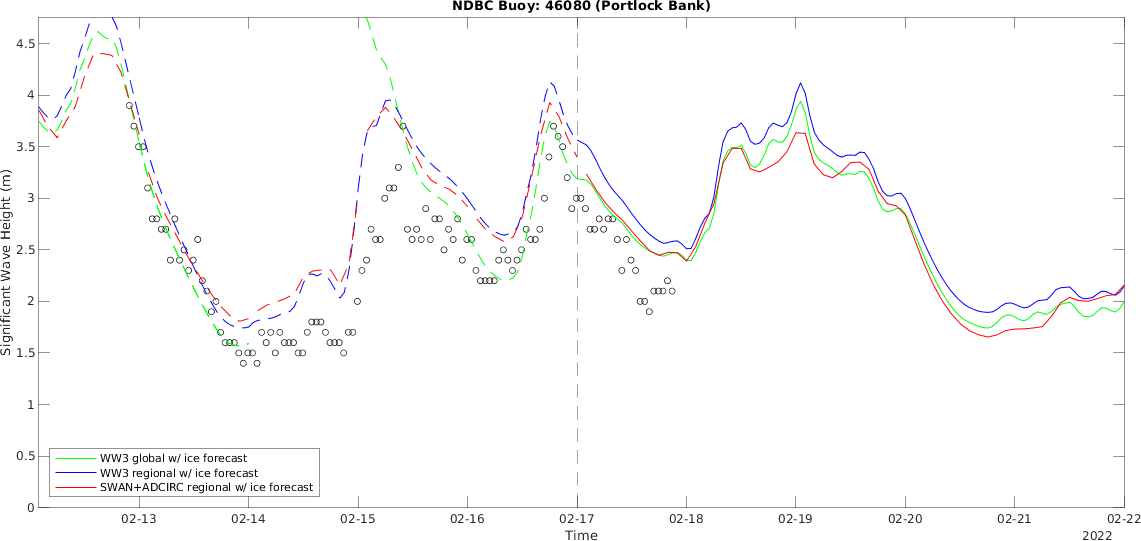 NDBC Buoy: 46080 (Portlock Bank)
Significant Wave Height (m)
4.5
4
3.5
3
2.5
2
1.5
1
0.5
0
WW3 global w/ ice forecast
WW3 regional w/ ice forecast
SWAN+ADCIRC regional w/ ice forecast
02-13 02-14 02-15 02-16 02-17 02-18 02-19 02-20 02-21 02-22
Time
2022